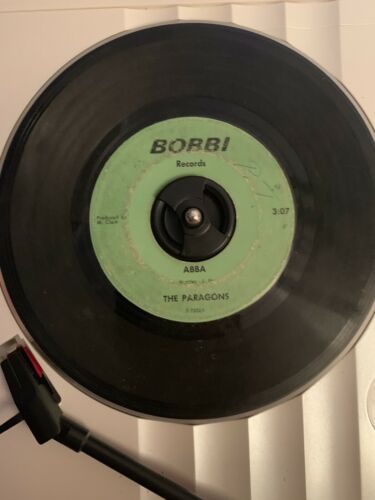 BOBBI
Records
3:07
Produced by
M. Clark
ABBA
THE PARAGONS